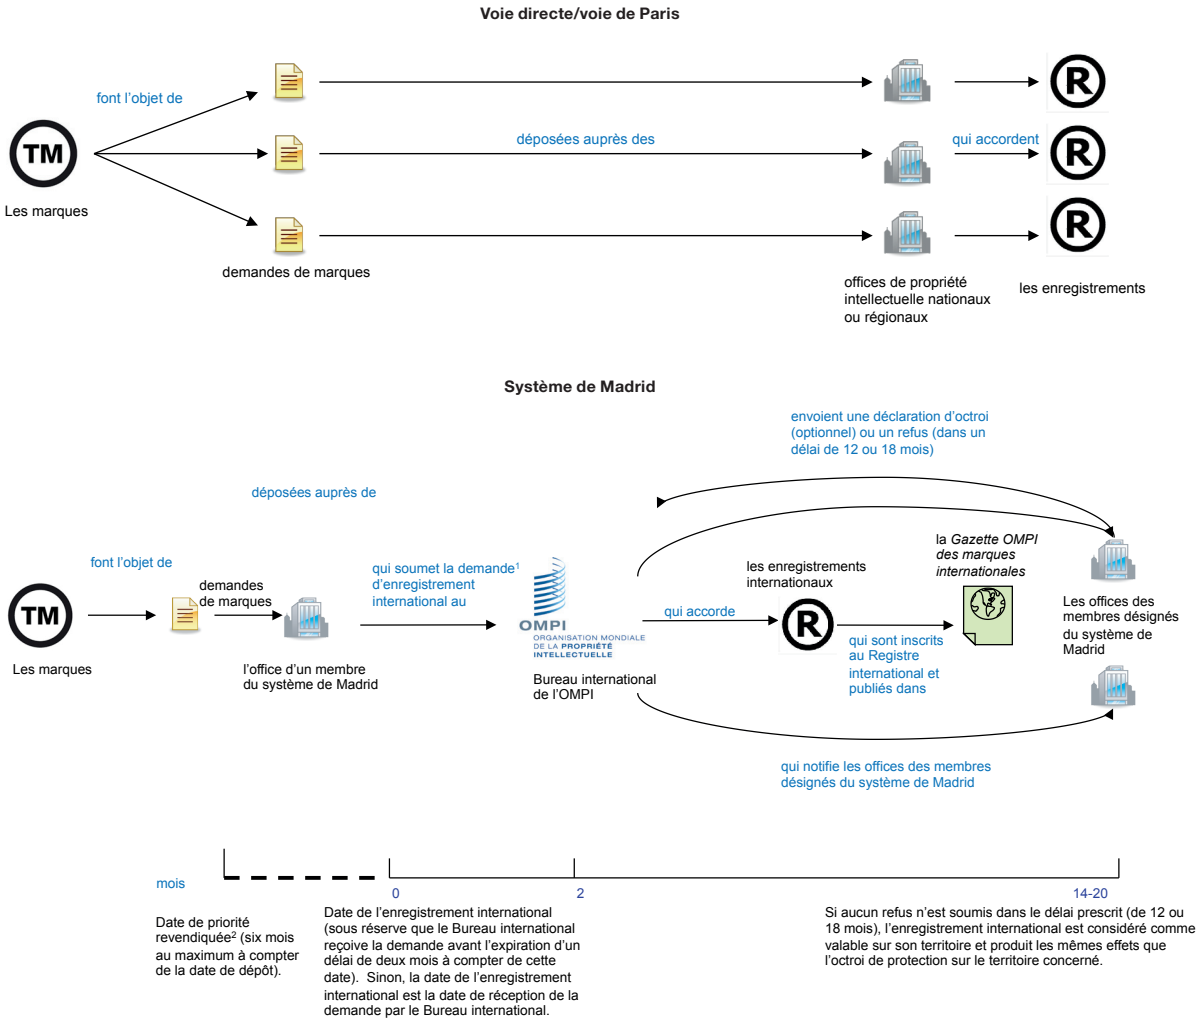 Voie directe/voie de Paris
font l’objet de
déposées auprès des
qui accordent
TM
R
R
R
Les marques
demandes de marques
offices de propriété
intellectuelle nationaux
ou régionaux
les enregistrements
Système de Madrid
envoient une déclaration d’octroi
(optionnel) ou un refus (dans un
délai de 12 ou 18 mois)
déposées auprès de
font l’objet de
demandes
de marques
qui soumet la demande¹
d’enregistrement
international au
OMPI
ORGANISATION MONDIALE
DE LA PROPRIÉTÉ
INTELLECTUELLE
Bureau international
de l’OMPI
qui accorde
les enregistrements
internationaux
R
qui sont inscrits
au Registre
international et
publiés dans
la Gazette OMPI
des marques
internationales
Les offices des
membres désignés
du système de
Madrid
TM
Les marques
l’office d’un membre
du système de Madrid
qui notifie les offices des membres
désignés du système de Madrid
mois
0
2
14-20
Date de priorité
revendiquée² (six mois
au maximum à compter
de la date de dépôt).
Date de l’enregistrement international
(sous réserve que le Bureau international
reçoive la demande avant l’expiration d’un
délai de deux mois à compter de cette
date). Sinon, la date de l’enregistrement
international est la date de réception de la
demande par le Bureau international.
Si aucun refus n’est soumis dans le délai prescrit (de 12 ou
18 mois), l’enregistrement international est considéré comme
valable sur son territoire et produit les mêmes effets que
l’octroi de protection sur le territoire concerné.